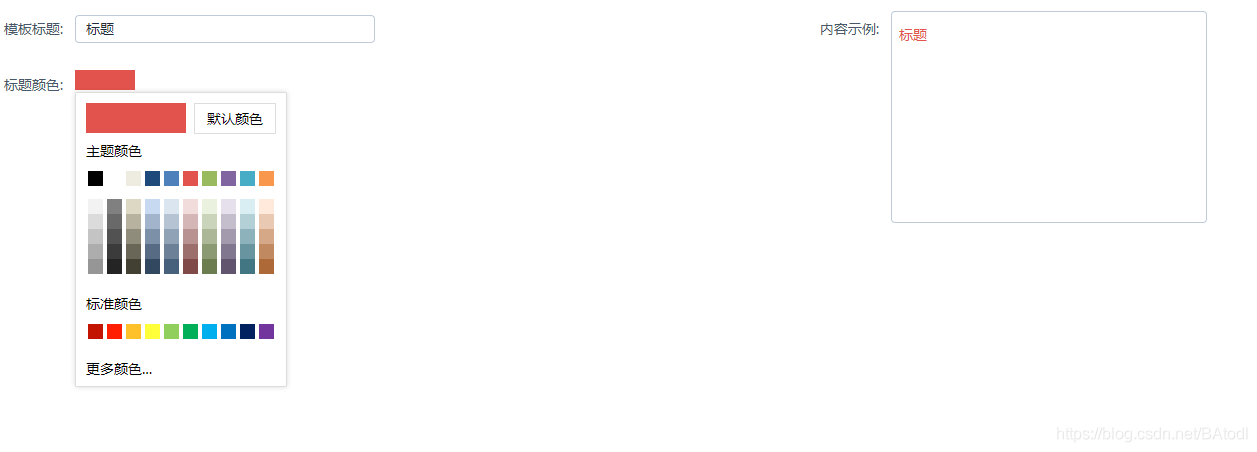 模板标题:
标题
内容示例:
标题
标题颜色:
默认颜色
主题颜色
标准颜色
更多颜色...
https://blog.csdn.net/BAtodl